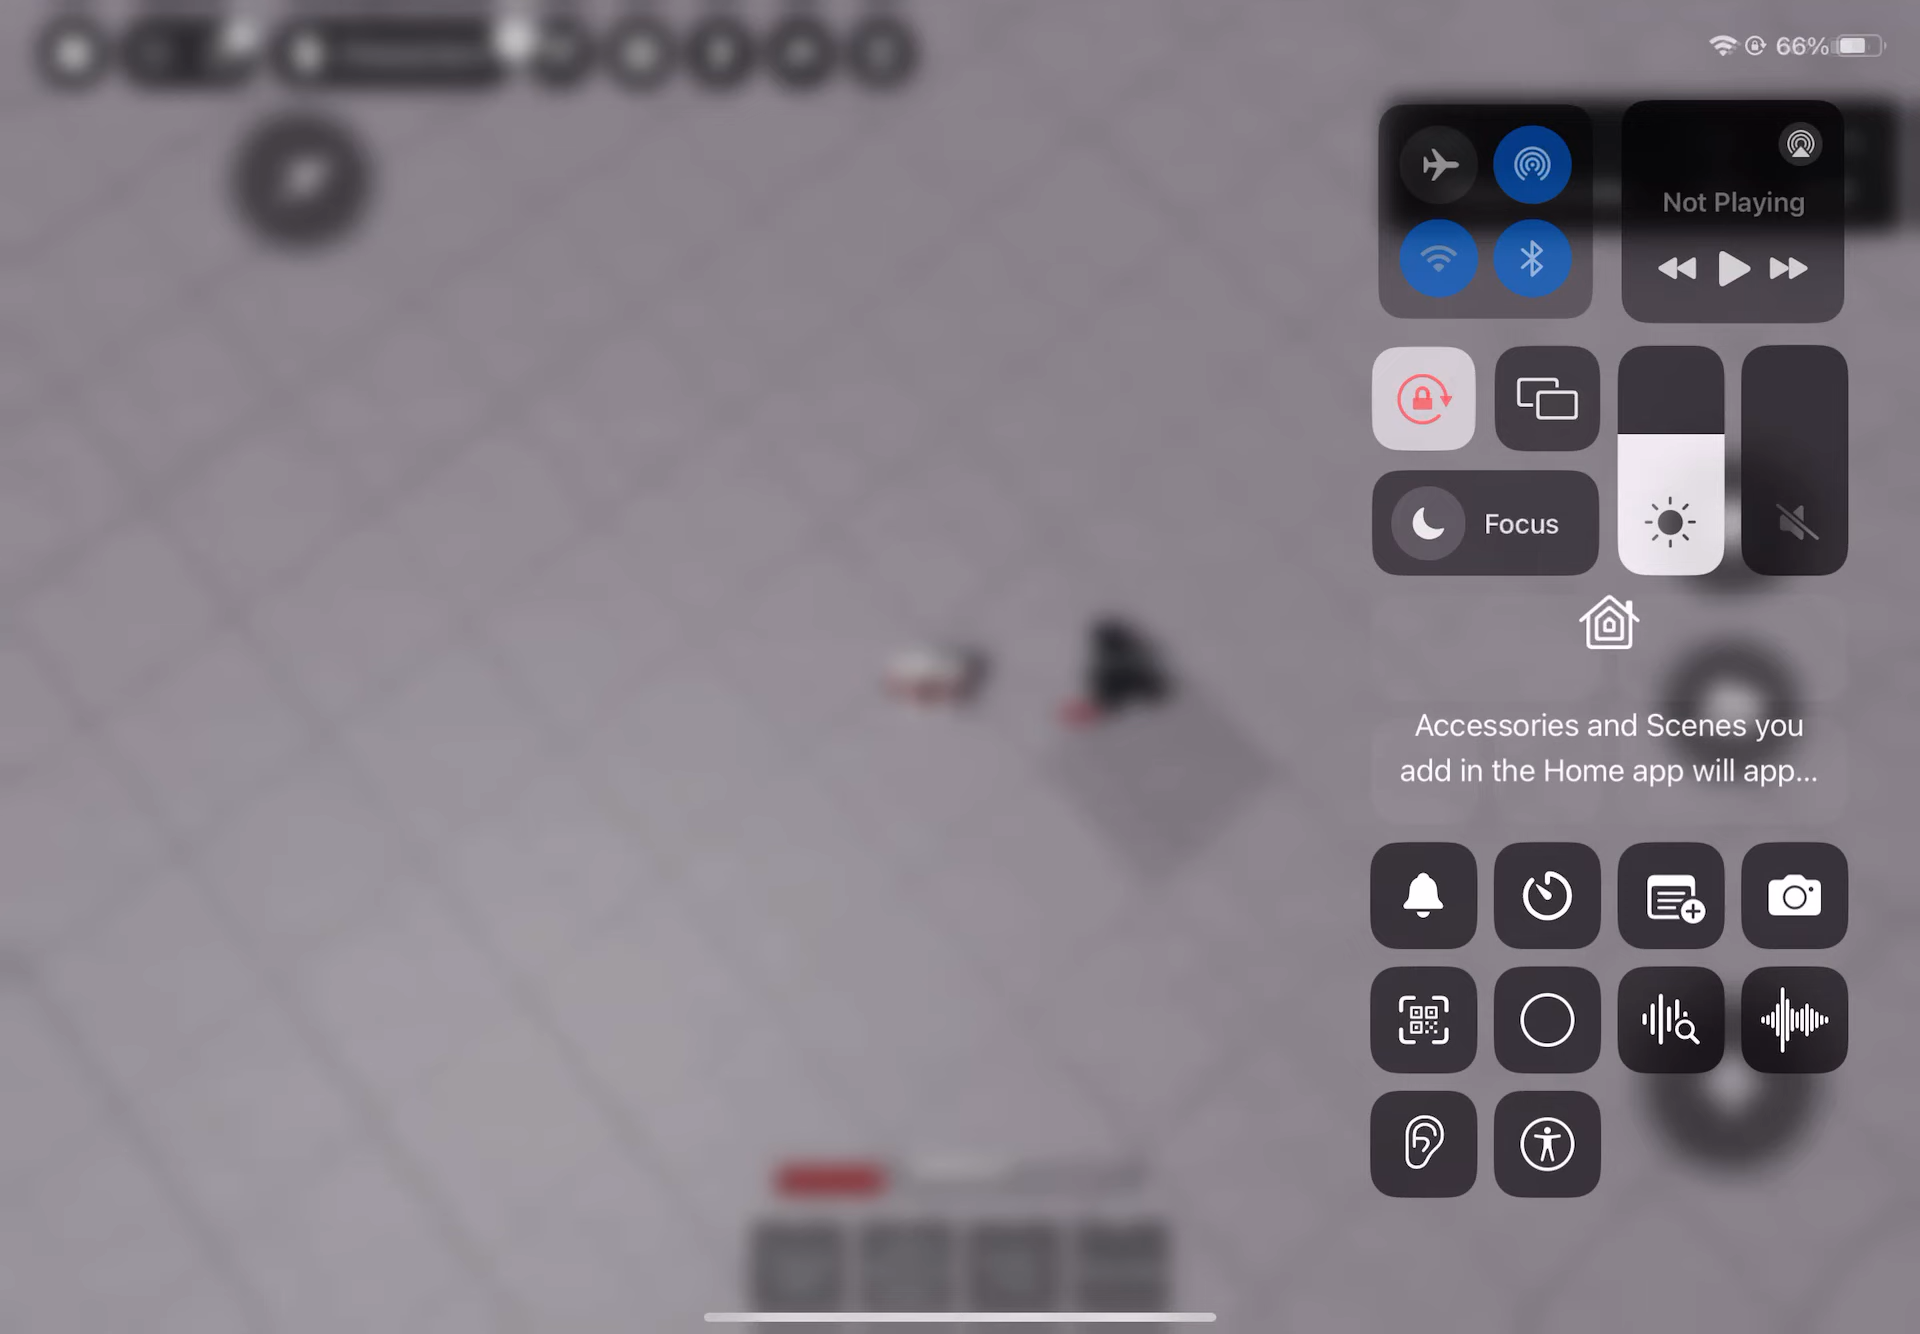 66%
Not Playing
Focus
Accessories and Scenes you
add in the Home app will app...